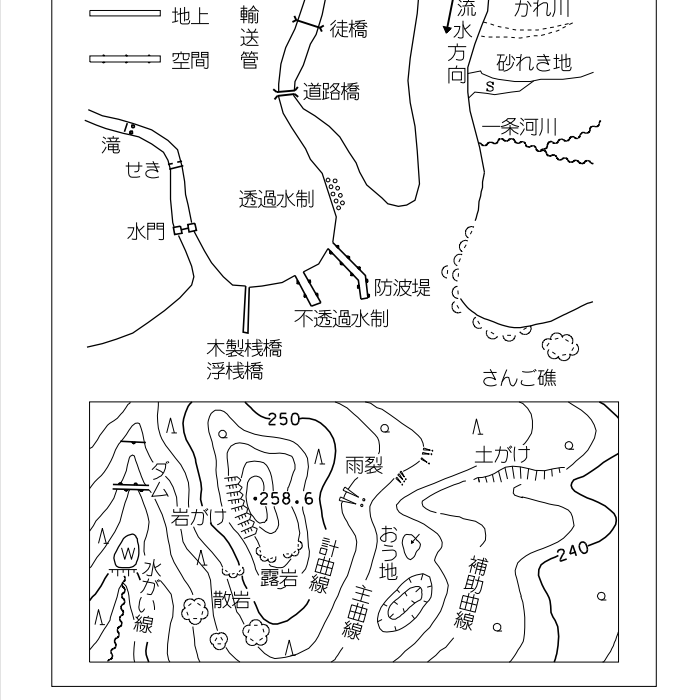 地上
空間
輸送管
徒橋
道路橋
流水方向
かれ川
砂れき地
s
一条河川
滝
せき
水門
透過水制
防波堤
不透過水制
木製桟橋
浮桟橋
さんご礁
250
雨裂
土がけ
ダム
岩がけ
・258.6
W
水がい線
散岩
露岩
計曲線
主曲線
おう地
補助曲線
240